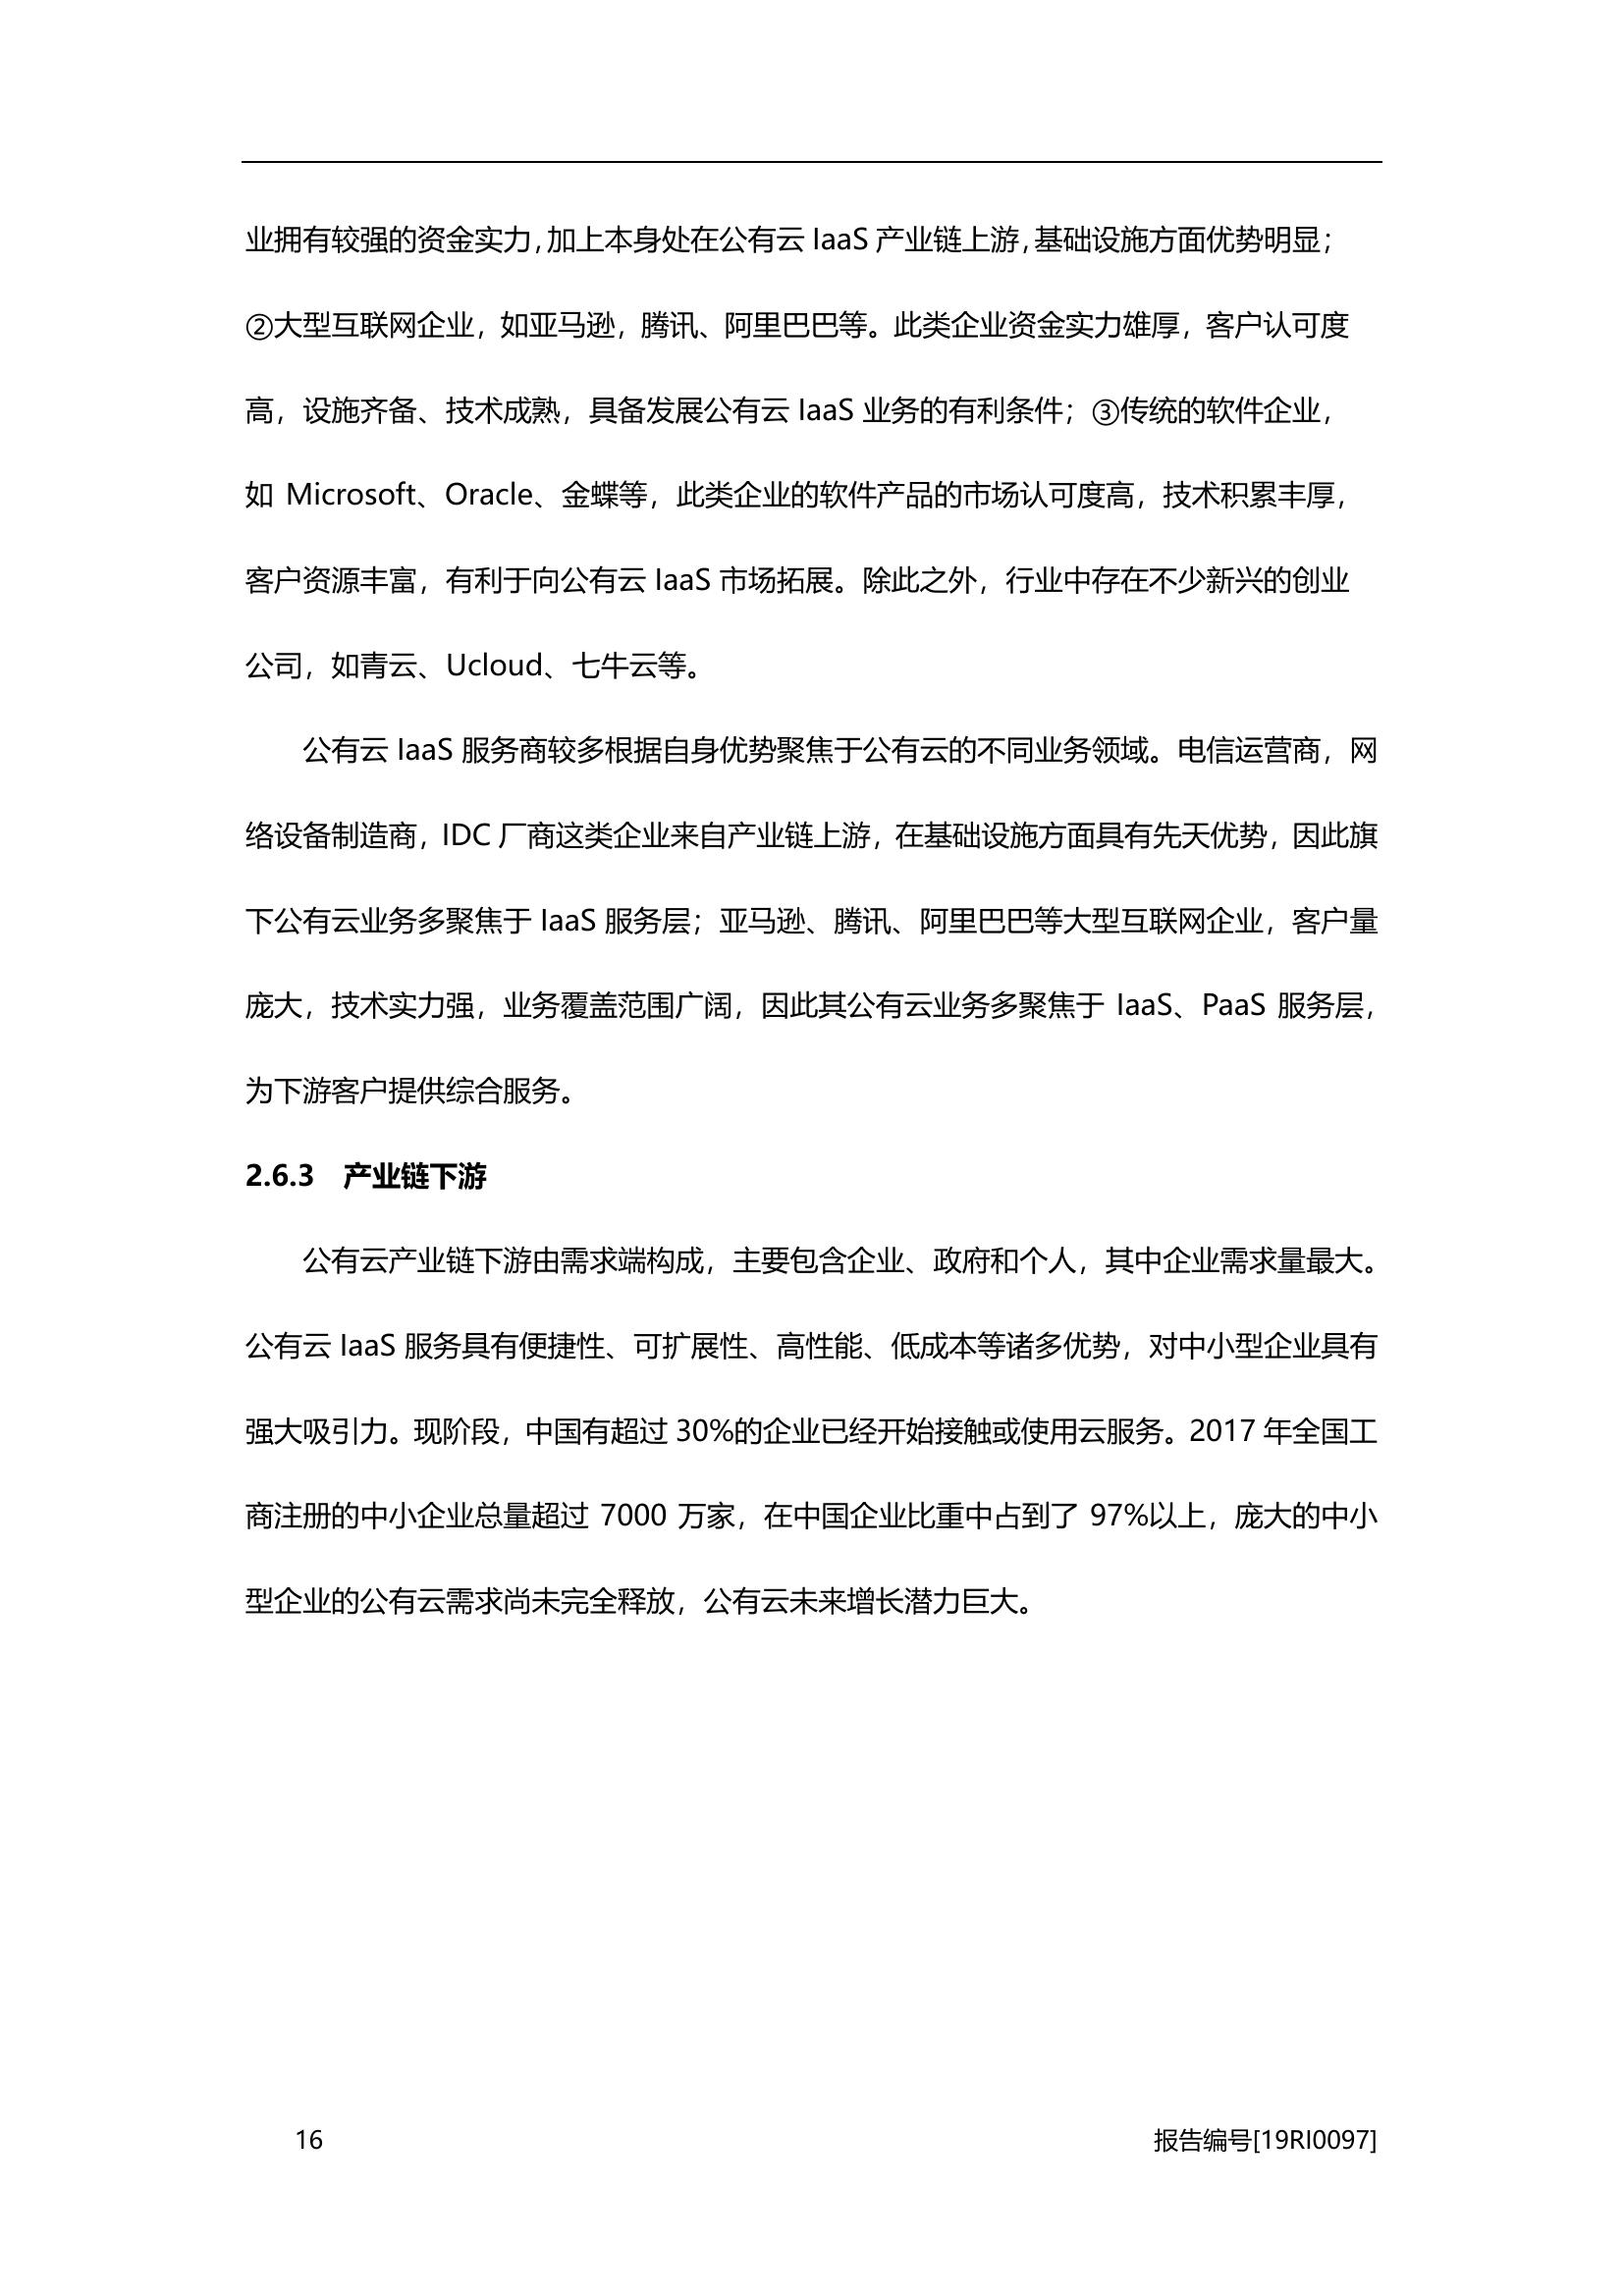 业拥有较强的资金实力，加上本身处在公有云 IaaS 产业链上游，基础设施方面优势明显；
②大型互联网企业，如亚马逊，腾讯、阿里巴巴等。此类企业资金实力雄厚，客户认可度
高，设施齐备、技术成熟，具备发展公有云 IaaS 业务的有利条件；③传统的软件企业，
如 Microsoft、Oracle、金蝶等，此类企业的软件产品的市场认可度高，技术积累丰厚，
客户资源丰富，有利于向公有云 IaaS 市场拓展。除此之外，行业中存在不少新兴的创业
公司，如青云、Ucloud、七牛云等。
公有云 IaaS 服务商较多根据自身优势聚焦于公有云的不同业务领域。电信运营商，网
络设备制造商，IDC 厂商这类企业来自产业链上游，在基础设施方面具有先天优势，因此旗
下公有云业务多聚焦于 IaaS 服务层；亚马逊、腾讯、阿里巴巴等大型互联网企业，客户量
庞大，技术实力强，业务覆盖范围广阔，因此其公有云业务多聚焦于 IaaS、PaaS 服务层，
为下游客户提供综合服务。
2.6.3 产业链下游
公有云产业链下游由需求端构成，主要包含企业、政府和个人，其中企业需求量最大。
公有云 IaaS 服务具有便捷性、可扩展性、高性能、低成本等诸多优势，对中小型企业具有
强大吸引力。现阶段，中国有超过 30%的企业已经开始接触或使用云服务。2017 年全国工
商注册的中小企业总量超过 7000 万家，在中国企业比重中占到了 97%以上，庞大的中小
型企业的公有云需求尚未完全释放，公有云未来增长潜力巨大。
16 报告编号[19RI0097]